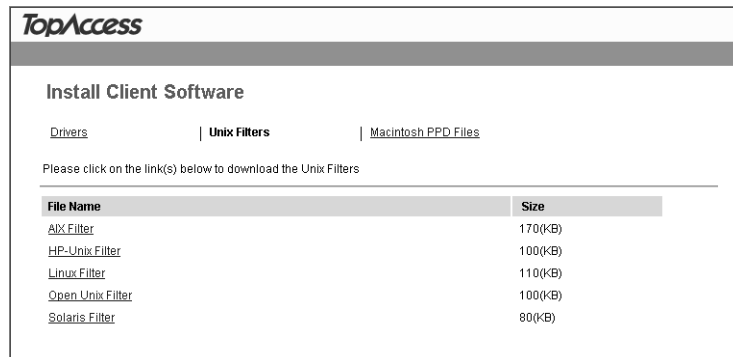 TopAccess
Install Client Software
Drivers | Unix Filters | Macintosh PPD Files
Please click on the link(s) below to download the Unix Filters
File Name Size
AIX Filter 170(KB)
HP-Unix Filter 100(KB)
Linux Filter 110(KB)
Open Unix Filter 100(KB)
Solaris Filter 80(KB)